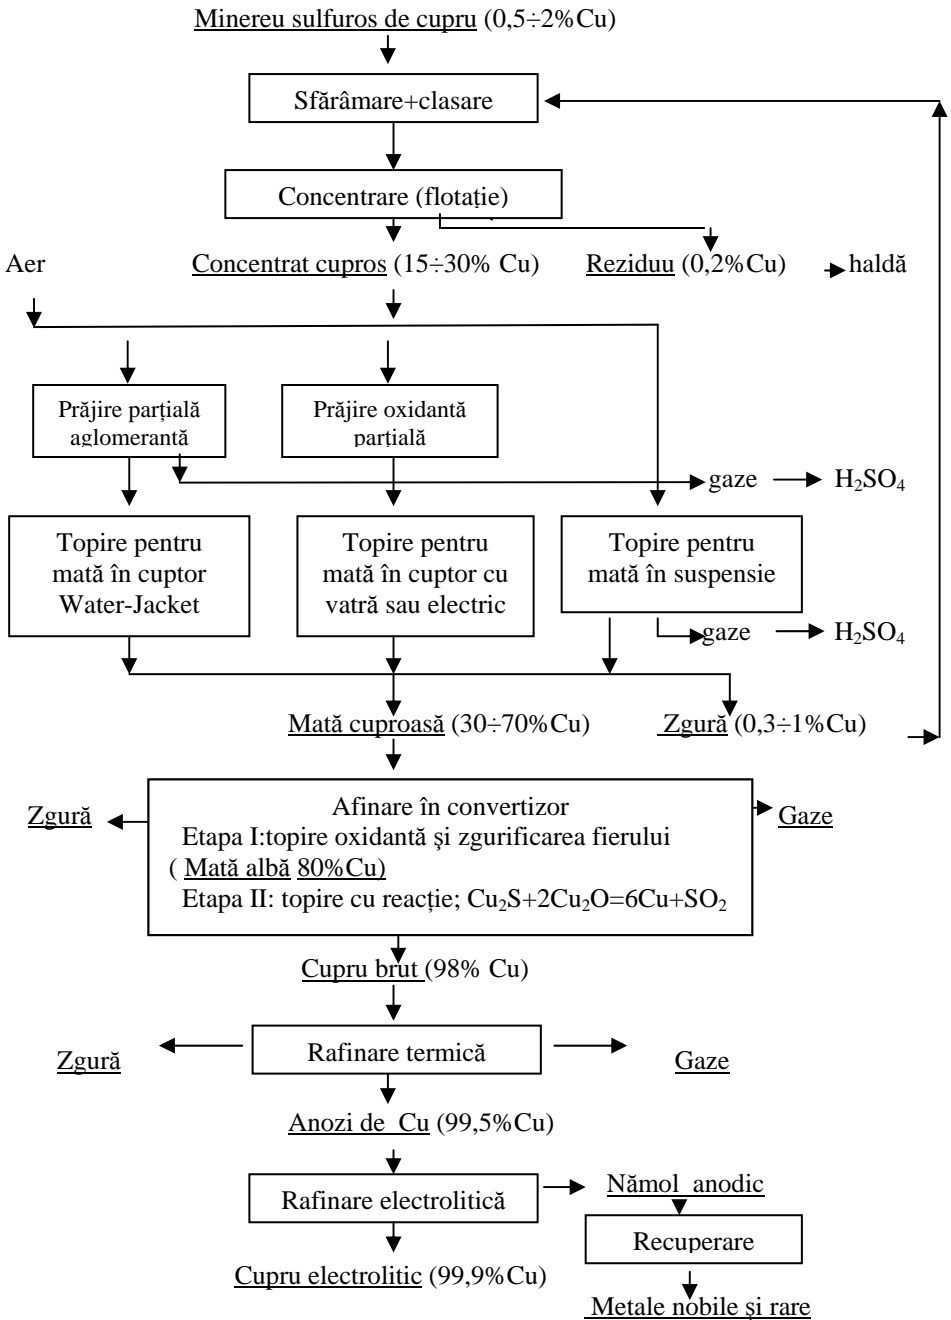 Minereu sulfuros de cupru (0,5÷2%Cu)
Sfărâmare+clasare
Concentrare (flotaţie)
Aer
Concentrat cupros (15÷30% Cu)
Reziduu (0,2%Cu)
haldă
Prăjire parţială
aglomerantă
Prăjire oxidantă
parţială
gaze
H₂SO₄
Topire pentru
mată în cuptor
Water-Jacket
Topire pentru
mată în cuptor cu
vatră sau electric
Topire pentru
mată în suspensie
gaze
H₂SO₄
Mată cuproasă (30÷70%Cu)
Zgură (0,3÷1%Cu)
Zgură
Afinare în convertizor
Etapa I:topire oxidantă şi zgurificarea fierului
( Mată albă 80%Cu)
Etapa II: topire cu reacţie; Cu₂S+2Cu₂O=6Cu+SO₂
Gaze
Cupru brut (98% Cu)
Zgură
Rafinare termică
Gaze
Anozi de Cu (99,5%Cu)
Rafinare electrolitică
Nămol anodic
Recuperare
Cupru electrolitic (99,9%Cu)
Metale nobile şi rare